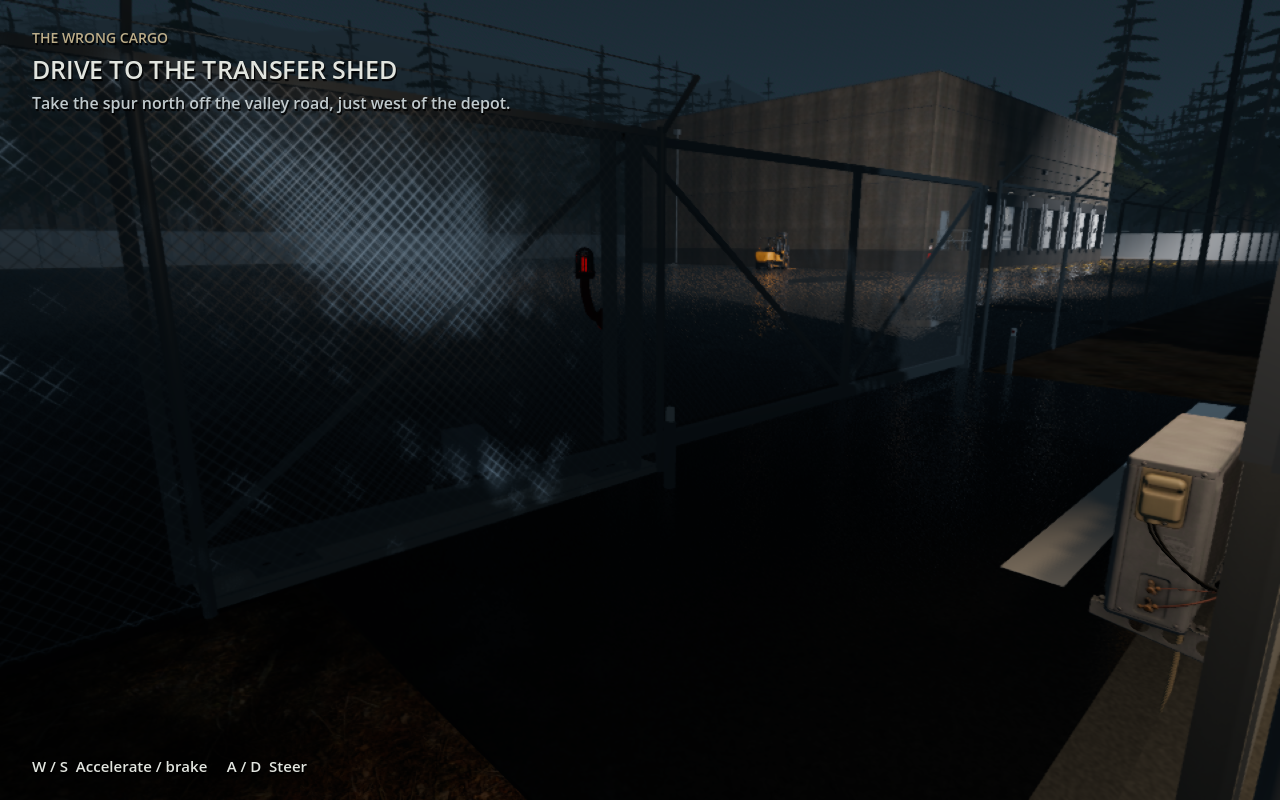 THE WRONG CARGO
DRIVE TO THE TRANSFER SHED
Take the spur north off the valley road, just west of the depot.
W / S Accelerate / brake A / D Steer